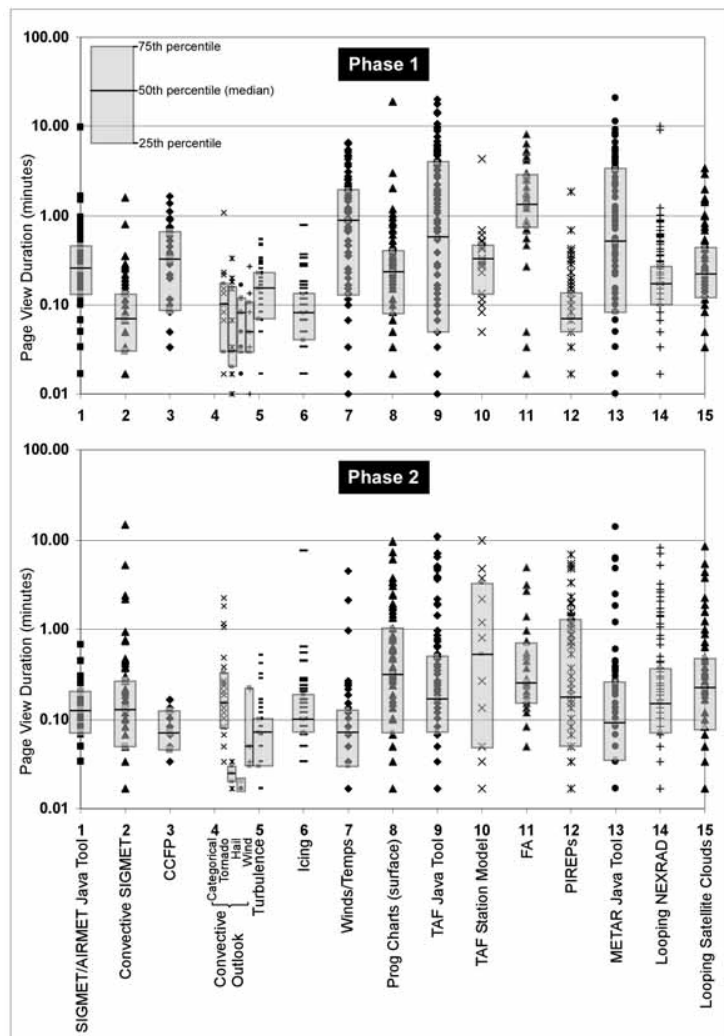 100.00
75th percentile
50th percentile (median)
25th percentile
Phase 1
10.00
1.00
0.10
0.01
Page View Duration (minutes)
1 2 3 4 5 6 7 8 9 10 11 12 13 14 15
100.00
Phase 2
10.00
1.00
0.10
0.01
Page View Duration (minutes)
1 2 3 4 5 6 7 8 9 10 11 12 13 14 15
SIGMET/AIRMET Java Tool
Convective SIGMET
CCFP
Categorical
Tornado
Hail
Wind
Convective
Outlook
Turbulence
Icing
Winds/Temps
Prog Charts (surface)
TAF Java Tool
TAF Station Model
FA
PIREPs
METAR Java Tool
Looping NEXRAD
Looping Satellite Clouds